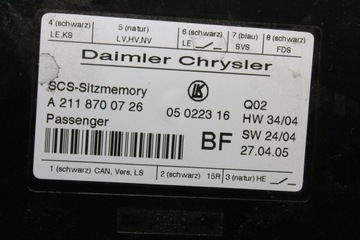 4 (schwarz) 5 (natur) 6 (schwarz) 7 (blau) 8 (schwarz)
LE,KS LV,HV,NV LE SVS FDS
Daimler Chrysler
SCS-Sitzmemory LK Q02
A 211 870 07 26 05 0223 16 HW 34/04
Passenger BF SW 24/04
27.04.05
1 (schwarz) CAN, Vers, LS 2 (schwarz) 15R 3 (natur) HE